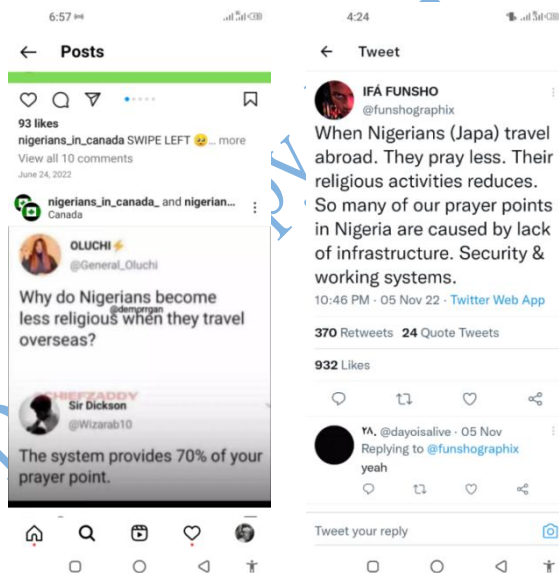 6:57
Posts
93 likes
nigerians_in_canada SWIPE LEFT 🥺... more
View all 10 comments
June 24, 2022
nigerians_in_canada_ and nigerian...
Canada
OLUCHI⚡
@General_Oluchi
Why do Nigerians become
less religious when they travel
@demorrgan
overseas?
CHIEFZADDY
Sir Dickson
@Wizarab10
The system provides 70% of your
prayer point.
4:24
Tweet
IFÁ FUNSHO
@funshographix
When Nigerians (Japa) travel
abroad. They pray less. Their
religious activities reduces.
So many of our prayer points
in Nigeria are caused by lack
of infrastructure. Security &
working systems.
10:46 PM · 05 Nov 22 · Twitter Web App
370 Retweets 24 Quote Tweets
932 Likes
@dayoisalive · 05 Nov
Replying to @funshographix
yeah
Tweet your reply